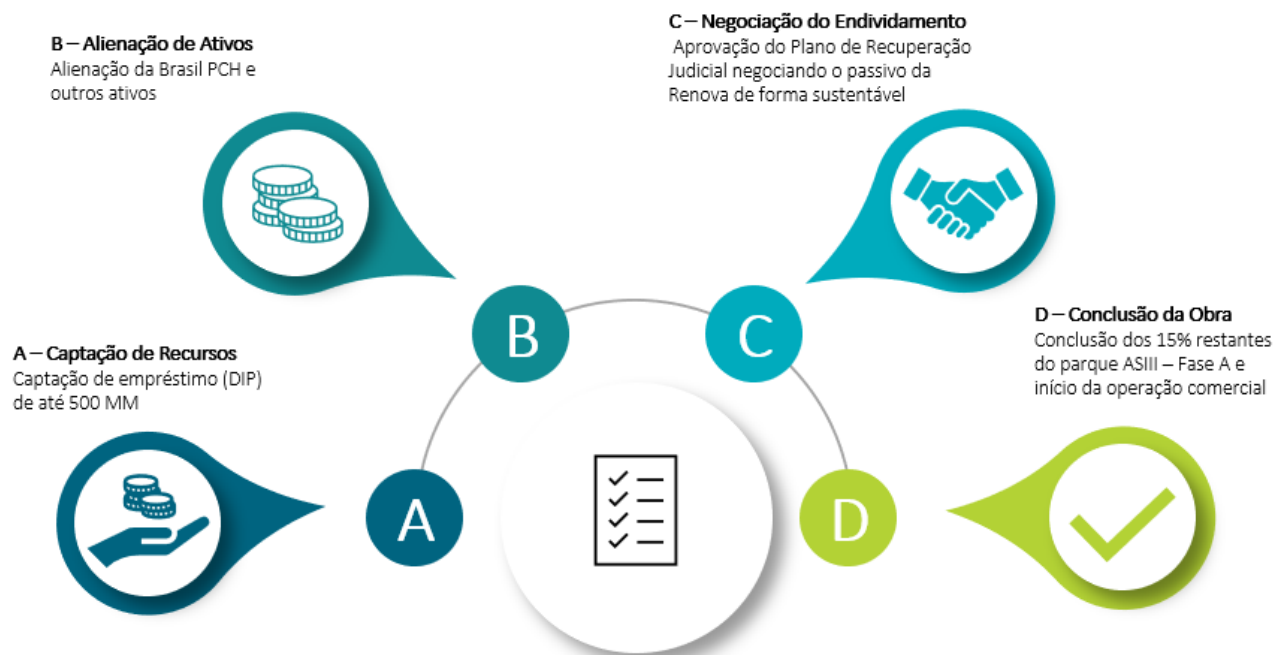 B – Alienação de Ativos
Alienação da Brasil PCH e
outros ativos
C – Negociação do Endividamento
Aprovação do Plano de Recuperação
Judicial negociando o passivo da
Renova de forma sustentável
A – Captação de Recursos
Captação de empréstimo (DIP)
de até 500 MM
D – Conclusão da Obra
Conclusão dos 15% restantes
do parque ASIII – Fase A e
início da operação comercial
B
C
A
D